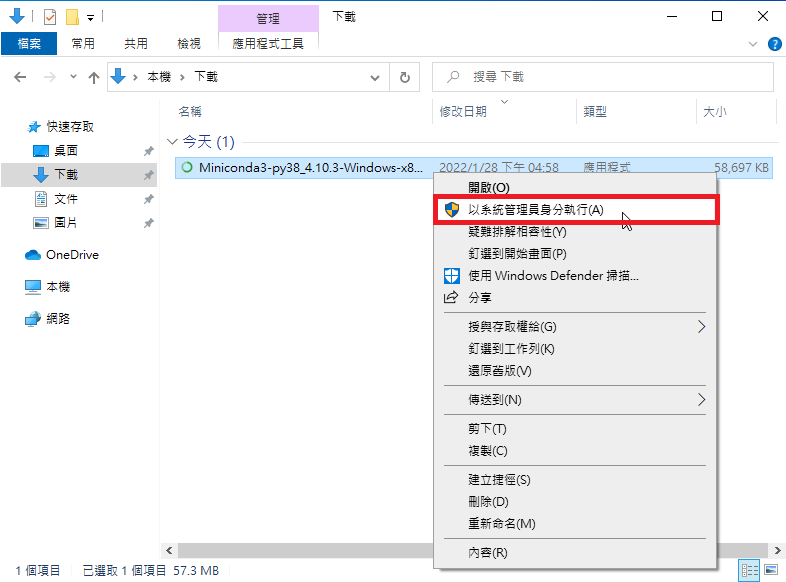 管理
下載
檔案
常用
共用
檢視
應用程式工具
本機
下載
搜尋 下載
名稱
修改日期
類型
大小
快速存取
桌面
下載
文件
圖片
OneDrive
本機
網路
今天 (1)
Miniconda3-py38_4.10.3-Windows-x8...
2022/1/28 下午 04:58
應用程式
58,697 KB
開啟(O)
以系統管理員身分執行(A)
疑難排解相容性(Y)
釘選到開始畫面(P)
使用 Windows Defender 掃描...
分享
授與存取權給(G)
釘選到工作列(K)
還原舊版(V)
傳送到(N)
剪下(T)
複製(C)
建立捷徑(S)
刪除(D)
重新命名(M)
內容(R)
1 個項目
已選取 1 個項目 57.3 MB